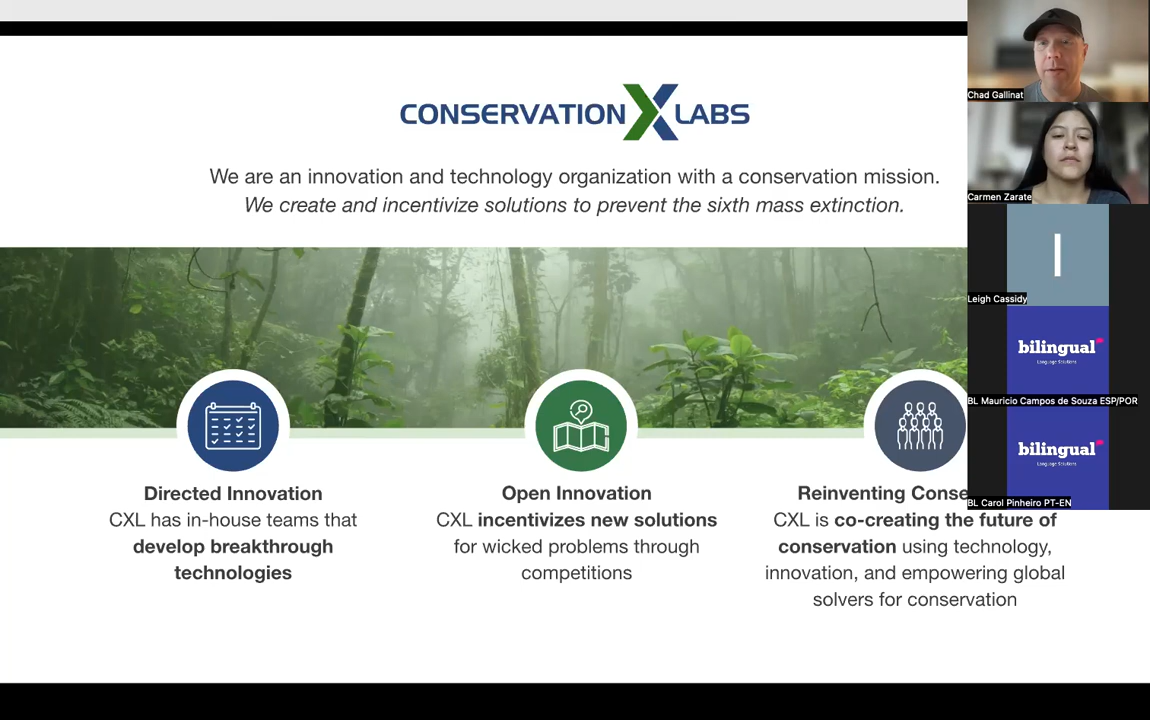 CONSERVATION X LABS
We are an innovation and technology organization with a conservation mission.
We create and incentivize solutions to prevent the sixth mass extinction.
Directed Innovation
CXL has in-house teams that
develop breakthrough
technologies
Open Innovation
CXL incentivizes new solutions
for wicked problems through
competitions
Reinventing Conse
CXL is co-creating the future of
conservation using technology,
innovation, and empowering global
solvers for conservation
Chad Gallinat
Carmen Zarate
l
Leigh Cassidy
bilingual
Language Solutions
BL Mauricio Campos de Souza ESP/POR
bilingual
Language Solutions
BL Carol Pinheiro PT-EN